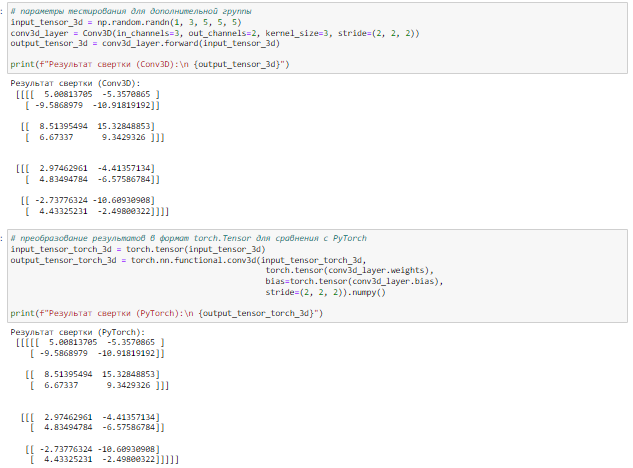 # параметры тестирования для дополнительной группы
input_tensor_3d = np.random.randn(1, 3, 5, 5, 5)
conv3d_layer = Conv3D(in_channels=3, out_channels=2, kernel_size=3, stride=(2, 2, 2))
output_tensor_3d = conv3d_layer.forward(input_tensor_3d)
print(f"Результат свертки (Conv3D):\n {output_tensor_3d}")
Результат свертки (Conv3D):
[[[[ 5.00813705 -5.3570865 ]
[ -9.5868979 -10.91819192]]
[[ 8.51395494 15.32848853]
[ 6.67337 9.3429326 ]]]
[[[ 2.97462961 -4.41357134]
[ 4.83494784 -6.57586784]]
[[ -2.73776324 -10.60930908]
[ 4.43325231 -2.49800322]]]]
# преобразование результатов в формат torch.Tensor для сравнения с PyTorch
input_tensor_torch_3d = torch.tensor(input_tensor_3d)
output_tensor_torch_3d = torch.nn.functional.conv3d(input_tensor_torch_3d,
torch.tensor(conv3d_layer.weights),
bias=torch.tensor(conv3d_layer.bias),
stride=(2, 2, 2)).numpy()
print(f"Результат свертки (PyTorch):\n {output_tensor_torch_3d}")
Результат свертки (PyTorch):
[[[[[ 5.00813705 -5.3570865 ]
[ -9.5868979 -10.91819192]]
[[ 8.51395494 15.32848853]
[ 6.67337 9.3429326 ]]]
[[[ 2.97462961 -4.41357134]
[ 4.83494784 -6.57586784]]
[[ -2.73776324 -10.60930908]
[ 4.43325231 -2.49800322]]]]]